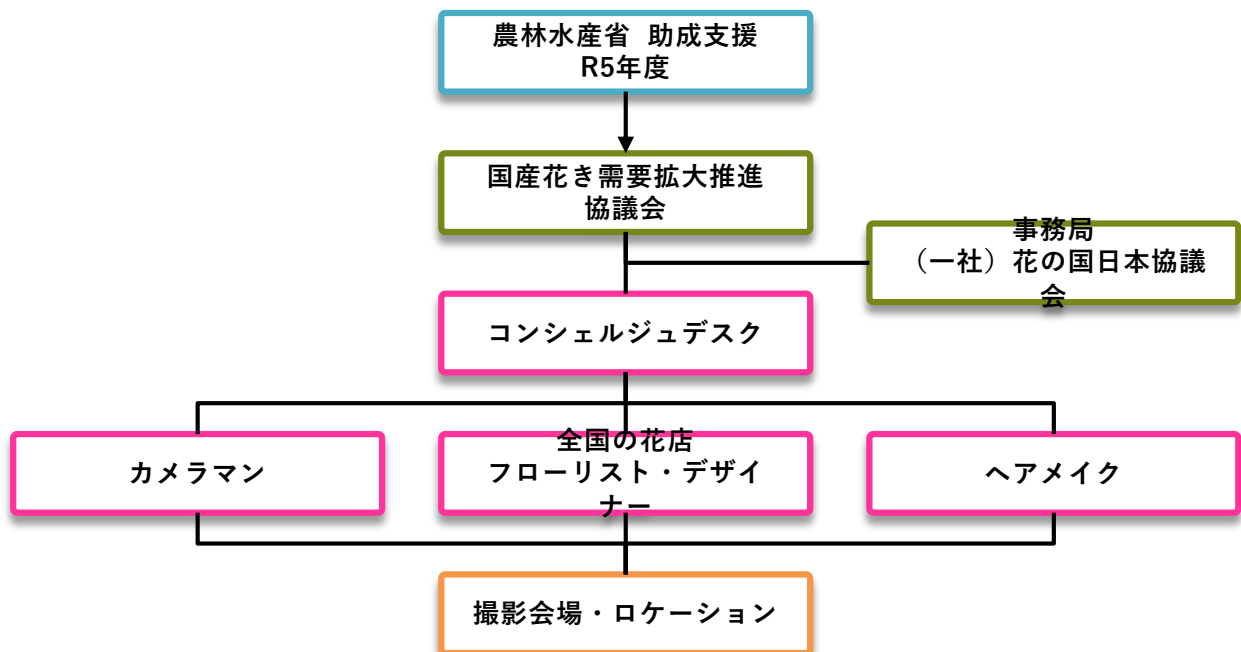 農林水産省 助成支援
R5年度
国産花き需要拡大推進
協議会
事務局
（一社）花の国日本協議
会
コンシェルジュデスク
カメラマン
全国の花店
フローリスト・デザイ
ナー
ヘアメイク
撮影会場・ロケーション